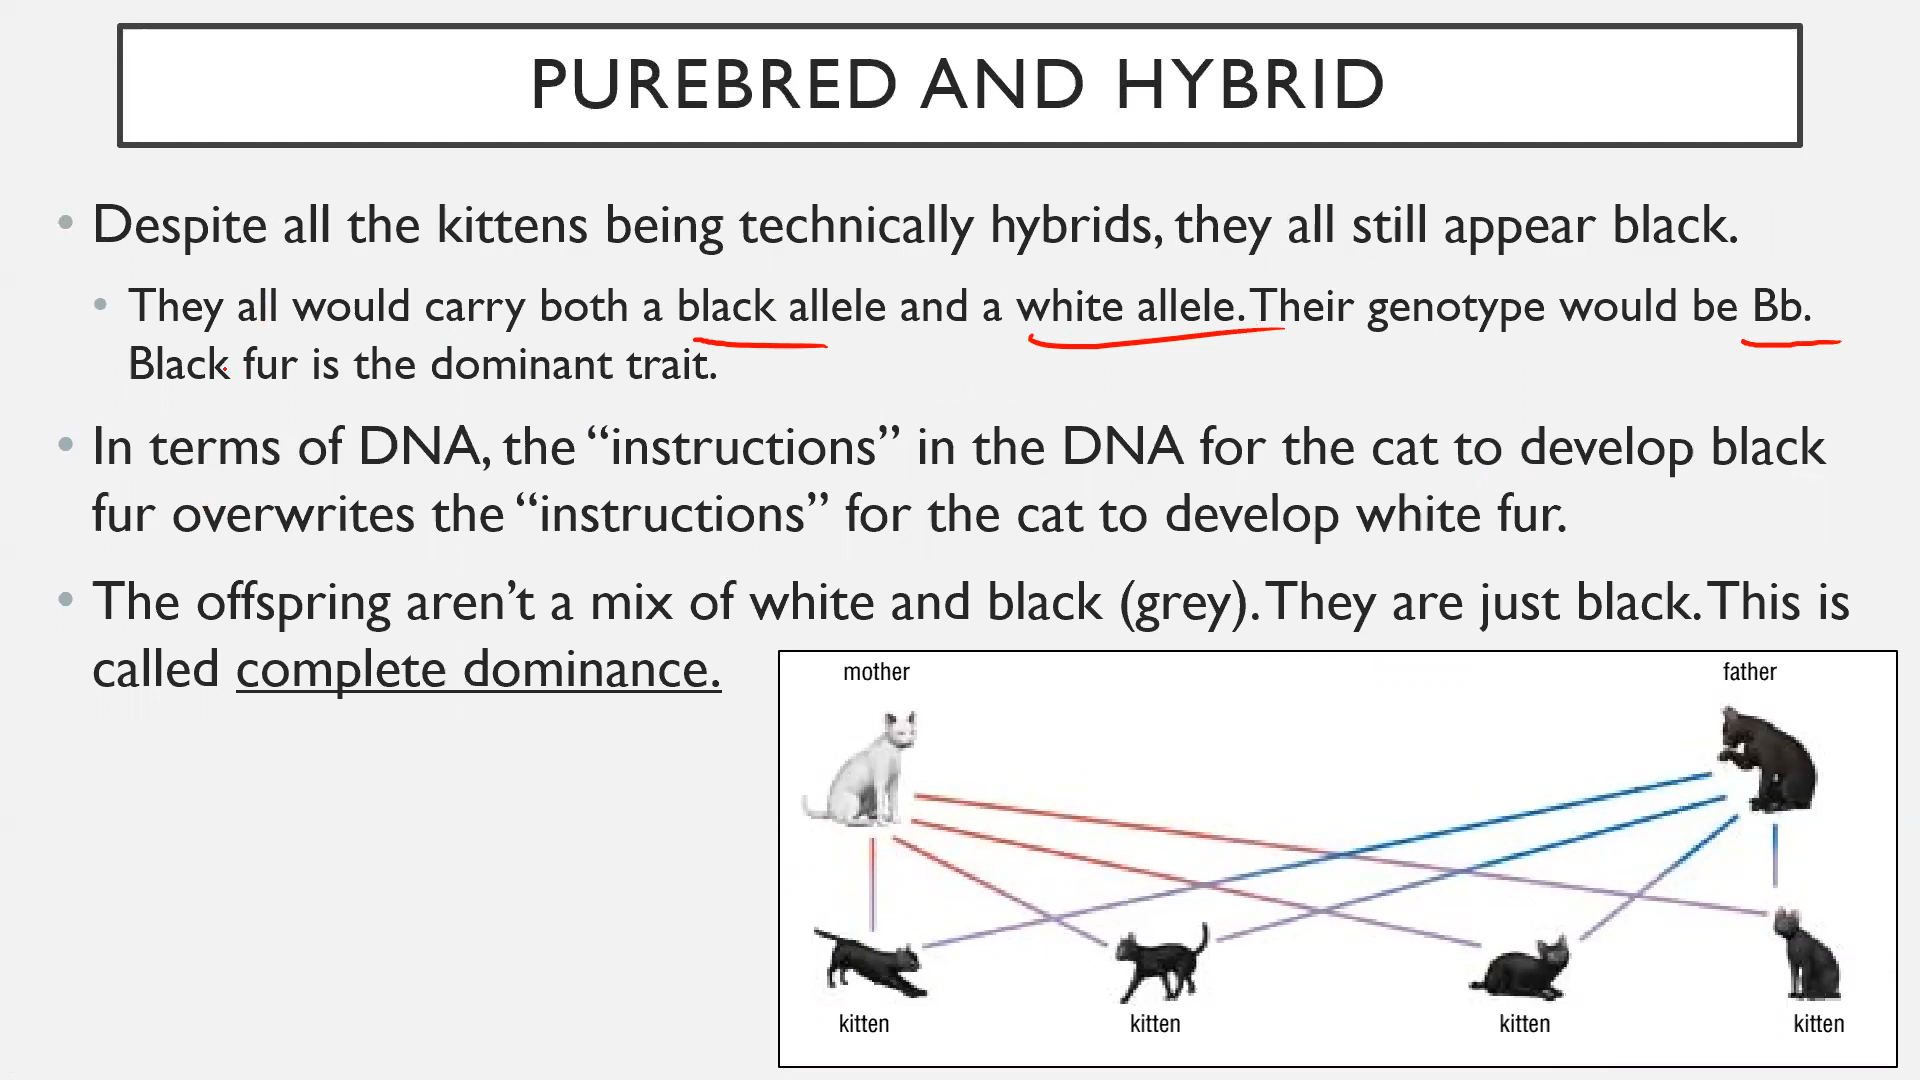 PUREBRED AND HYBRID
• Despite all the kittens being technically hybrids, they all still appear black.
• They all would carry both a black allele and a white allele. Their genotype would be Bb.
Black fur is the dominant trait.
• In terms of DNA, the “instructions” in the DNA for the cat to develop black
fur overwrites the “instructions” for the cat to develop white fur.
• The offspring aren’t a mix of white and black (grey). They are just black. This is
called complete dominance.
mother father
kitten kitten kitten kitten